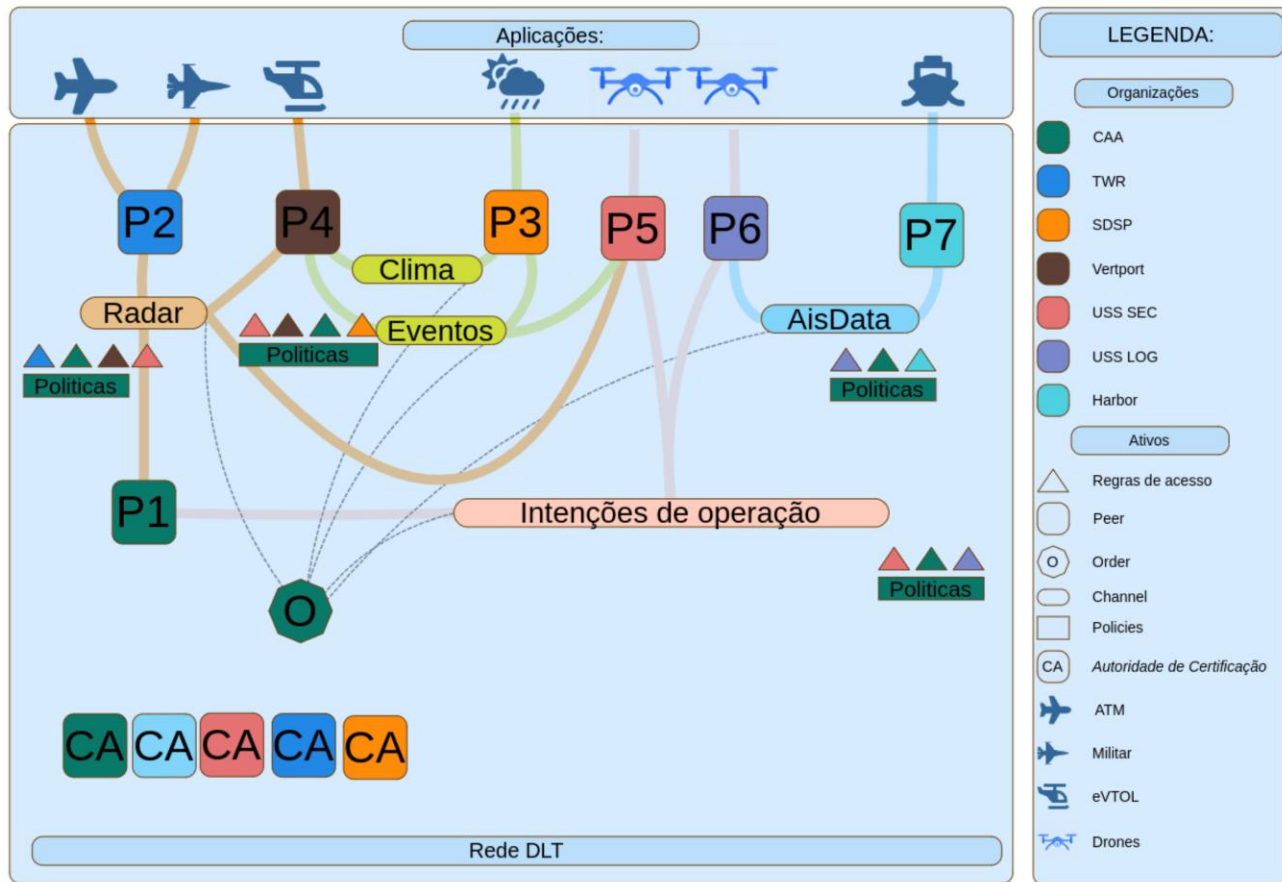 Aplicações:
P2
P4
P3
P5
P6
P7
Clima
Radar
Eventos
AisData
Politicas
Politicas
Politicas
P1
Intenções de operação
Politicas
O
CA
CA
CA
CA
CA
Rede DLT
LEGENDA:
Organizações
CAA
TWR
SDSP
Vertport
USS SEC
USS LOG
Harbor
Ativos
Regras de acesso
Peer
O
Order
Channel
Policies
CA
Autoridade de Certificação
ATM
Militar
eVTOL
Drones